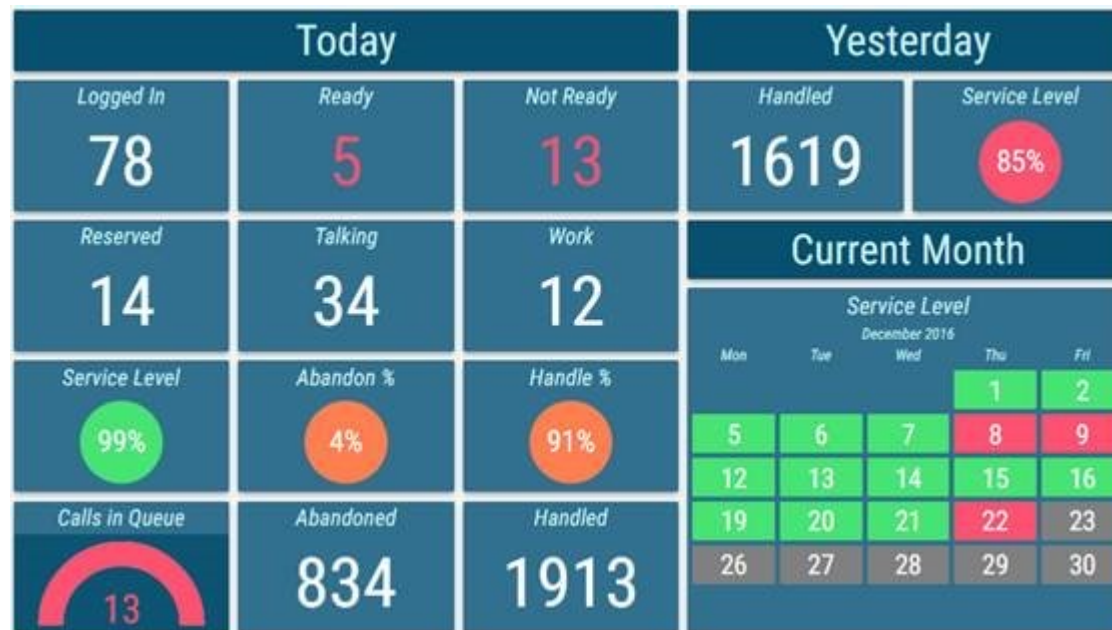 Today
Yesterday
Logged In
Ready
Not Ready
Handled
Service Level
78
5
13
1619
85%
Reserved
Talking
Work
14
34
12
Current Month
Service Level
December 2016
Mon Tue Wed Thu Fri
1 2
5 6 7 8 9
12 13 14 15 16
19 20 21 22 23
26 27 28 29 30
Service Level
Abandon %
Handle %
99%
4%
91%
Calls in Queue
Abandoned
Handled
13
834
1913